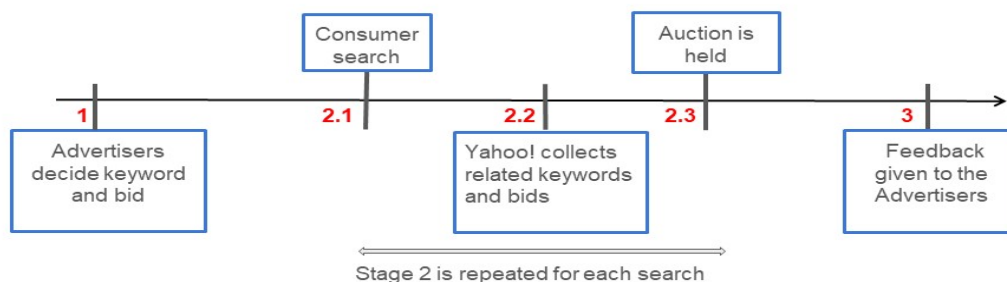 Consumer
search
Auction is
held
1
2.1
2.2
2.3
3
Advertisers
decide keyword
and bid
Yahoo! collects
related keywords
and bids
Feedback
given to the
Advertisers
Stage 2 is repeated for each search